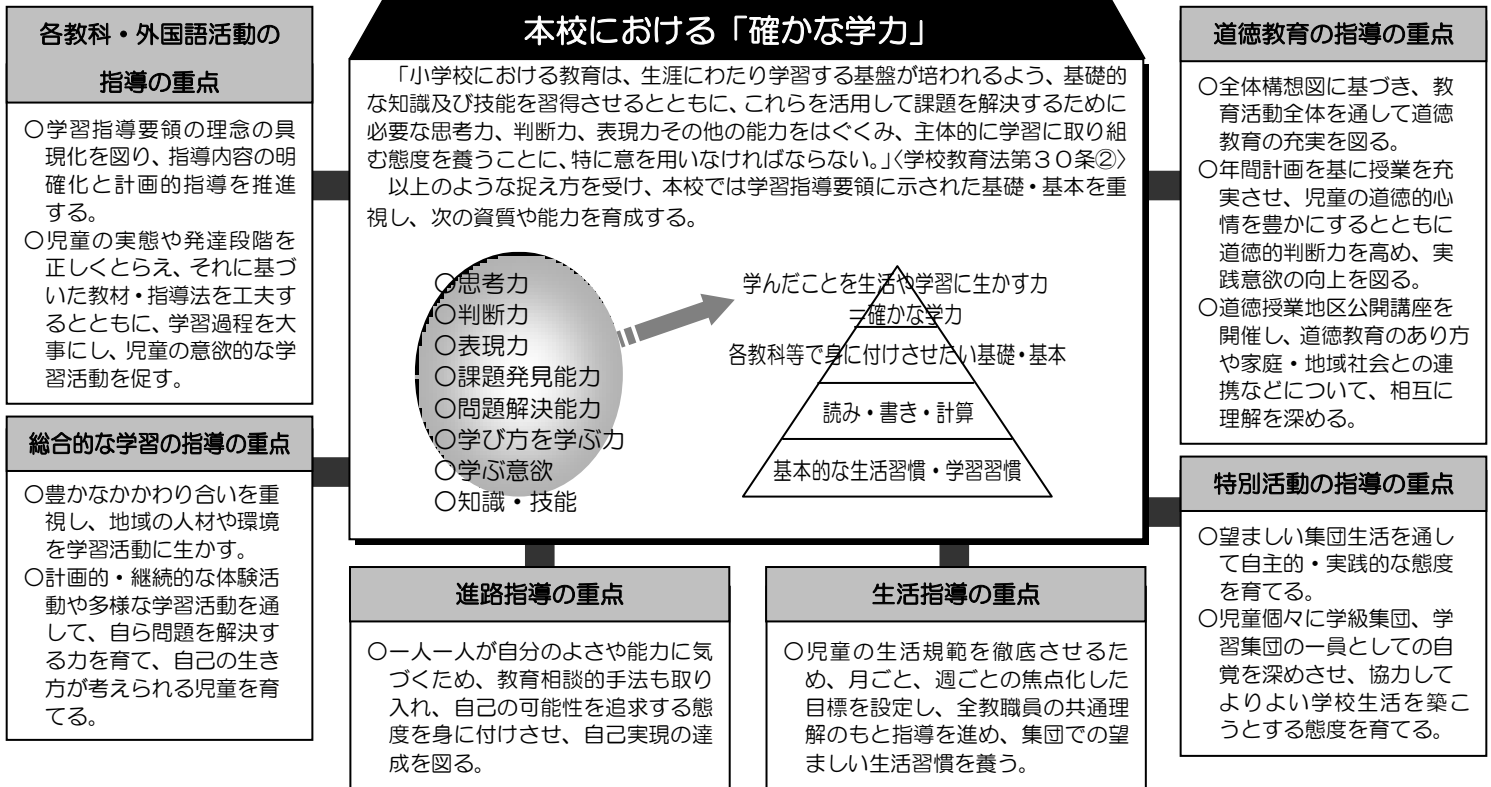 各教科・外国語活動の
指導の重点
○学習指導要領の理念の具
現化を図り、指導内容の明
確化と計画的指導を推進
する。
○児童の実態や発達段階を
正しくとらえ、それに基づ
いた教材・指導法を工夫す
るとともに、学習過程を大
事にし、児童の意欲的な学
習活動を促す。
総合的な学習の指導の重点
○豊かなかかわり合いを重
視し、地域の人材や環境
を学習活動に生かす。
○計画的・継続的な体験活
動や多様な学習活動を通
して、自ら問題を解決す
る力を育て、自己の生き
方が考えられる児童を育
てる。
本校における「確かな学力」
「小学校における教育は、生涯にわたり学習する基盤が培われるよう、基礎的
な知識及び技能を習得させるとともに、これらを活用して課題を解決するために
必要な思考力、判断力、表現力その他の能力をはぐくみ、主体的に学習に取り組
む態度を養うことに、特に意を用いなければならない。」〈学校教育法第30条②〉
以上のような捉え方を受け、本校では学習指導要領に示された基礎・基本を重
視し、次の資質や能力を育成する。
○思考力
○判断力
○表現力
○課題発見能力
○問題解決能力
○学び方を学ぶ力
○学ぶ意欲
○知識・技能
学んだことを生活や学習に生かす力
=確かな学力
各教科等で身に付けさせたい基礎・基本
読み・書き・計算
基本的な生活習慣・学習習慣
進路指導の重点
○一人一人が自分のよさや能力に気
づくため、教育相談的手法も取り
入れ、自己の可能性を追求する態
度を身に付けさせ、自己実現の達
成を図る。
生活指導の重点
○児童の生活規範を徹底させるた
め、月ごと、週ごとの焦点化した
目標を設定し、全教職員の共通理
解のもと指導を進め、集団での望
ましい生活習慣を養う。
道徳教育の指導の重点
○全体構想図に基づき、教
育活動全体を通して道徳
教育の充実を図る。
○年間計画を基に授業を充
実させ、児童の道徳的心
情を豊かにするとともに
道徳的判断力を高め、実
践意欲の向上を図る。
○道徳授業地区公開講座を
開催し、道徳教育のあり方
や家庭・地域社会との連
携などについて、相互に
理解を深める。
特別活動の指導の重点
○望ましい集団生活を通し
て自主的・実践的な態度
を育てる。
○児童個々に学級集団、学
習集団の一員としての自
覚を深めさせ、協力して
よりよい学校生活を築こ
うとする態度を育てる。